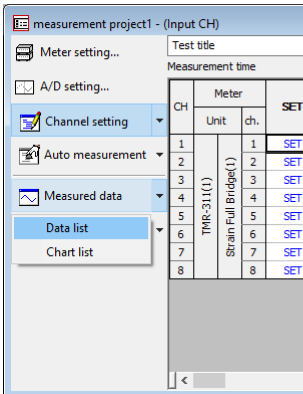 measurement project1 - (Input CH)
Meter setting...
A/D setting...
Channel setting
Auto measurement
Measured data
Data list
Chart list
Test title
Measurement time
CH Meter SET
Unit ch.
TMR-311(1)
Strain Full Bridge(1)
1 1 SET
2 2 SET
3 3 SET
4 4 SET
5 5 SET
6 6 SET
7 7 SET
8 8 SET